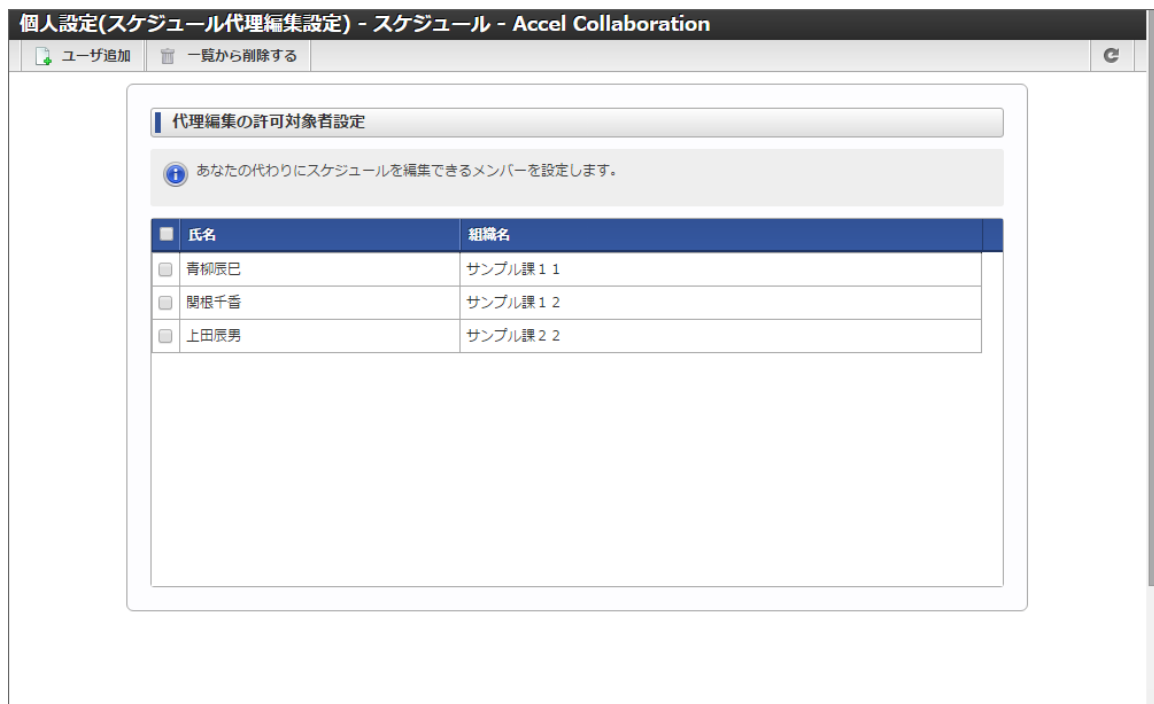 個人設定(スケジュール代理編集設定) - スケジュール - Accel Collaboration
ユーザ追加 一覧から削除する
代理編集の許可対象者設定
あなたの代わりにスケジュールを編集できるメンバーを設定します。
氏名 組織名
青柳辰巳 サンプル課１１
関根千香 サンプル課１２
上田辰男 サンプル課２２